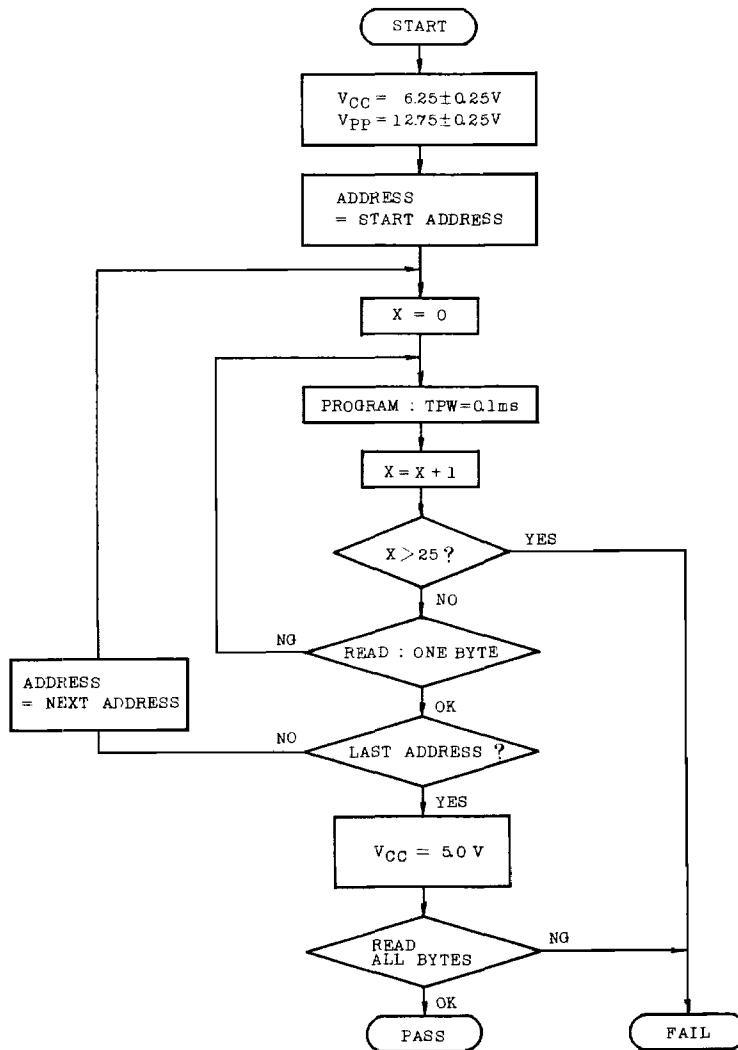 START
VCC = 6.25±0.25V
VPP = 12.75±0.25V
ADDRESS
= START ADDRESS
X = 0
PROGRAM : TPW=0.1ms
X = X + 1
X > 25 ?
YES
NO
NG
READ : ONE BYTE
ADDRESS
= NEXT ADDRESS
OK
NO
LAST ADDRESS ?
YES
VCC = 5.0 V
READ
ALL BYTES
NG
OK
PASS
FAIL